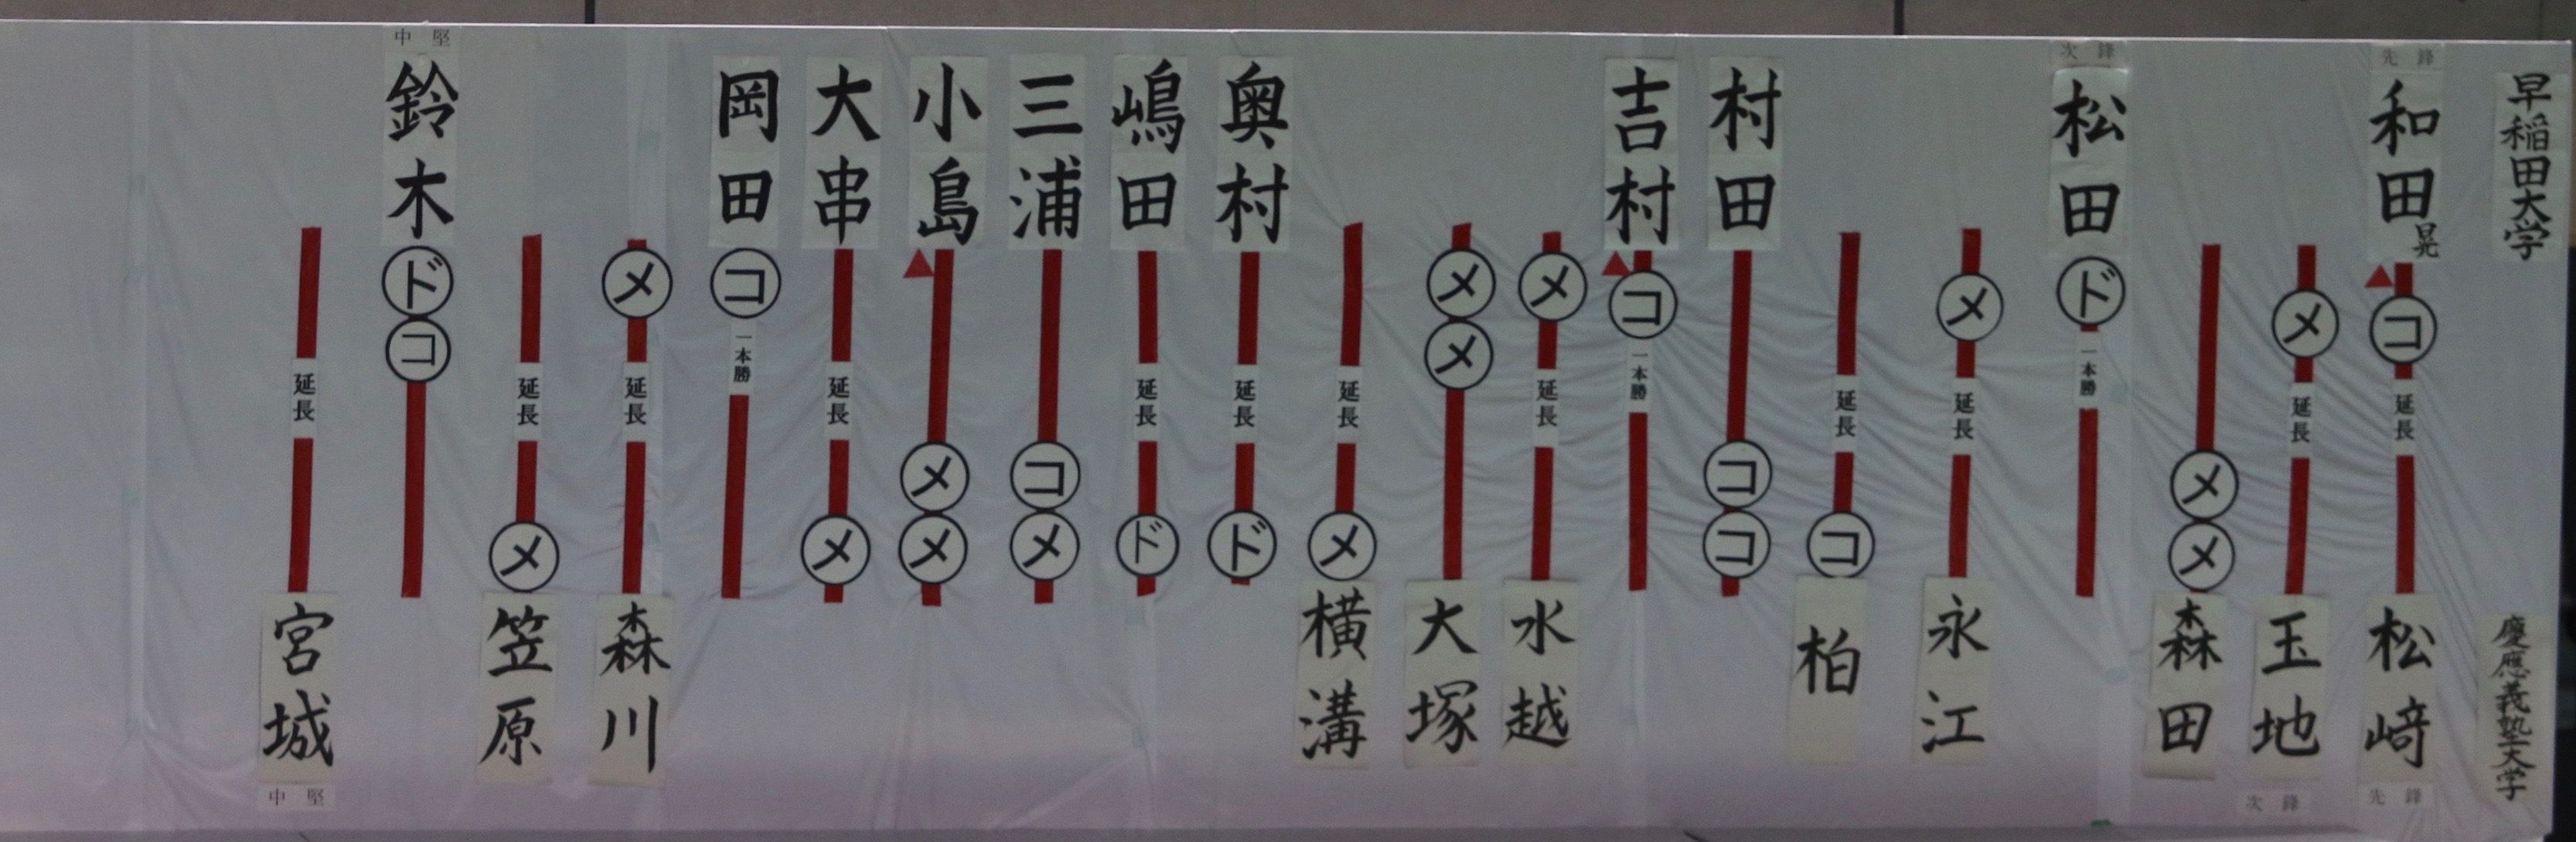 早稲田大学
慶應義塾大学
先鋒
和田晃
コ
延長
松﨑
先鋒
メ
延長
玉地
次鋒
メ
メ
森田
次鋒
松田
ド
一本勝
メ
延長
永江
延長
コ
柏
村田
コ
コ
吉村
コ
一本勝
メ
延長
水越
メ
メ
大塚
延長
メ
横溝
奥村
延長
ド
嶋田
延長
ド
三浦
コ
メ
小島
メ
メ
大串
延長
メ
岡田
コ
一本勝
メ
延長
森川
延長
メ
笠原
中堅
鈴木
ド
コ
延長
宮城
中堅